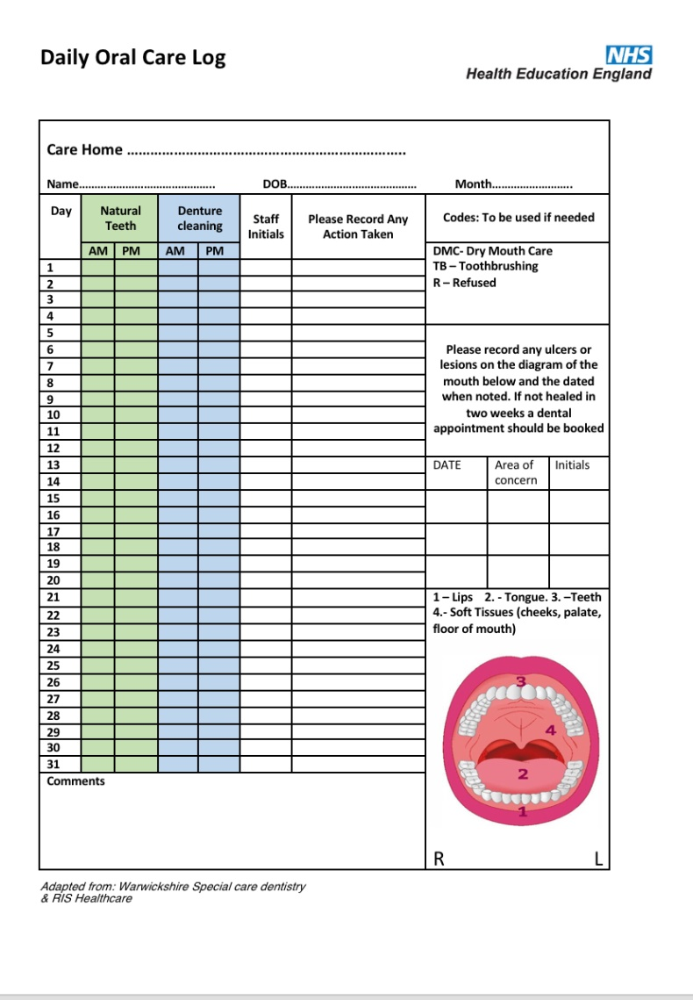 Daily Oral Care Log
NHS
Health Education England
Care Home ……………………………………………………………..
Name…………………………………….. DOB…………………………………… Month……………………..
Day
Natural
Teeth
Denture
cleaning
Staff
Initials
Please Record Any
Action Taken
Codes: To be used if needed
AM PM AM PM
DMC- Dry Mouth Care
TB – Toothbrushing
R – Refused
1
2
3
4
5
6
7
8
9
10
11
12
13
14
15
16
17
18
19
20
21
22
23
24
25
26
27
28
29
30
31
Please record any ulcers or
lesions on the diagram of the
mouth below and the dated
when noted. If not healed in
two weeks a dental
appointment should be booked
DATE
Area of
concern
Initials
1 – Lips 2. - Tongue. 3. –Teeth
4.- Soft Tissues (cheeks, palate,
floor of mouth)
3
4
2
1
R L
Comments
Adapted from: Warwickshire Special care dentistry
& RIS Healthcare